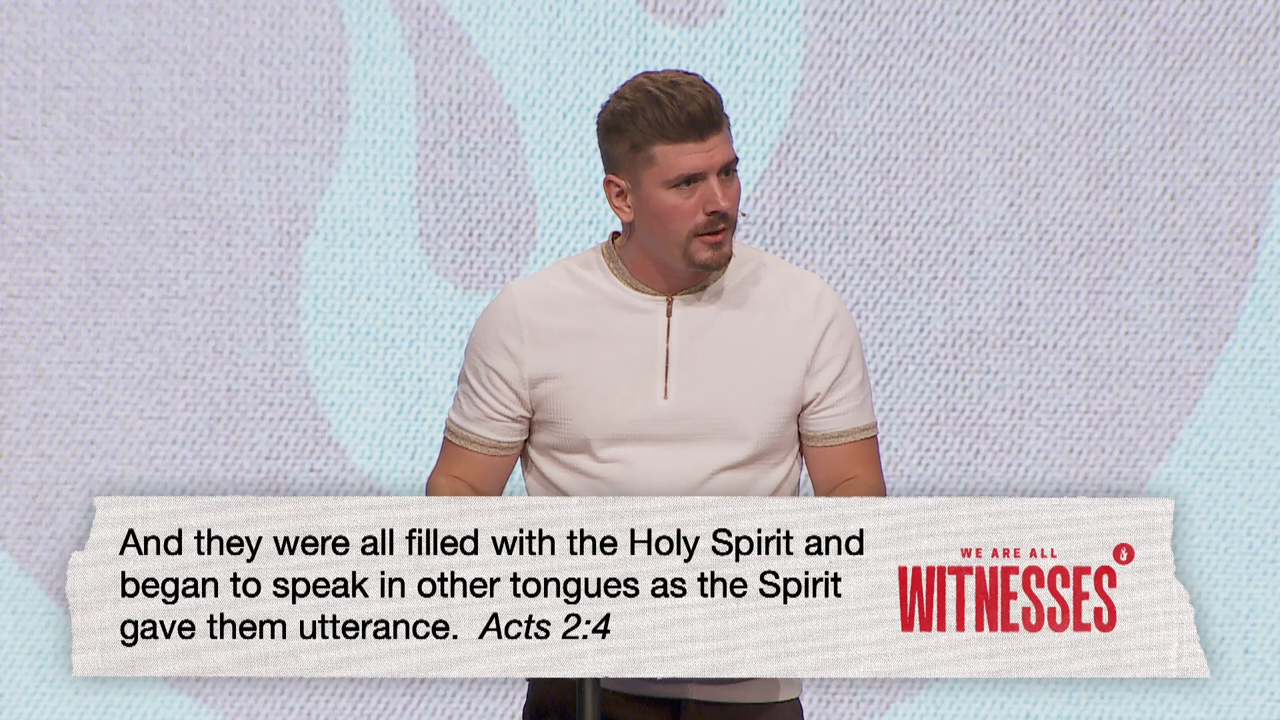 And they were all filled with the Holy Spirit and
began to speak in other tongues as the Spirit
gave them utterance.  Acts 2:4
WE ARE ALL
WITNESSES